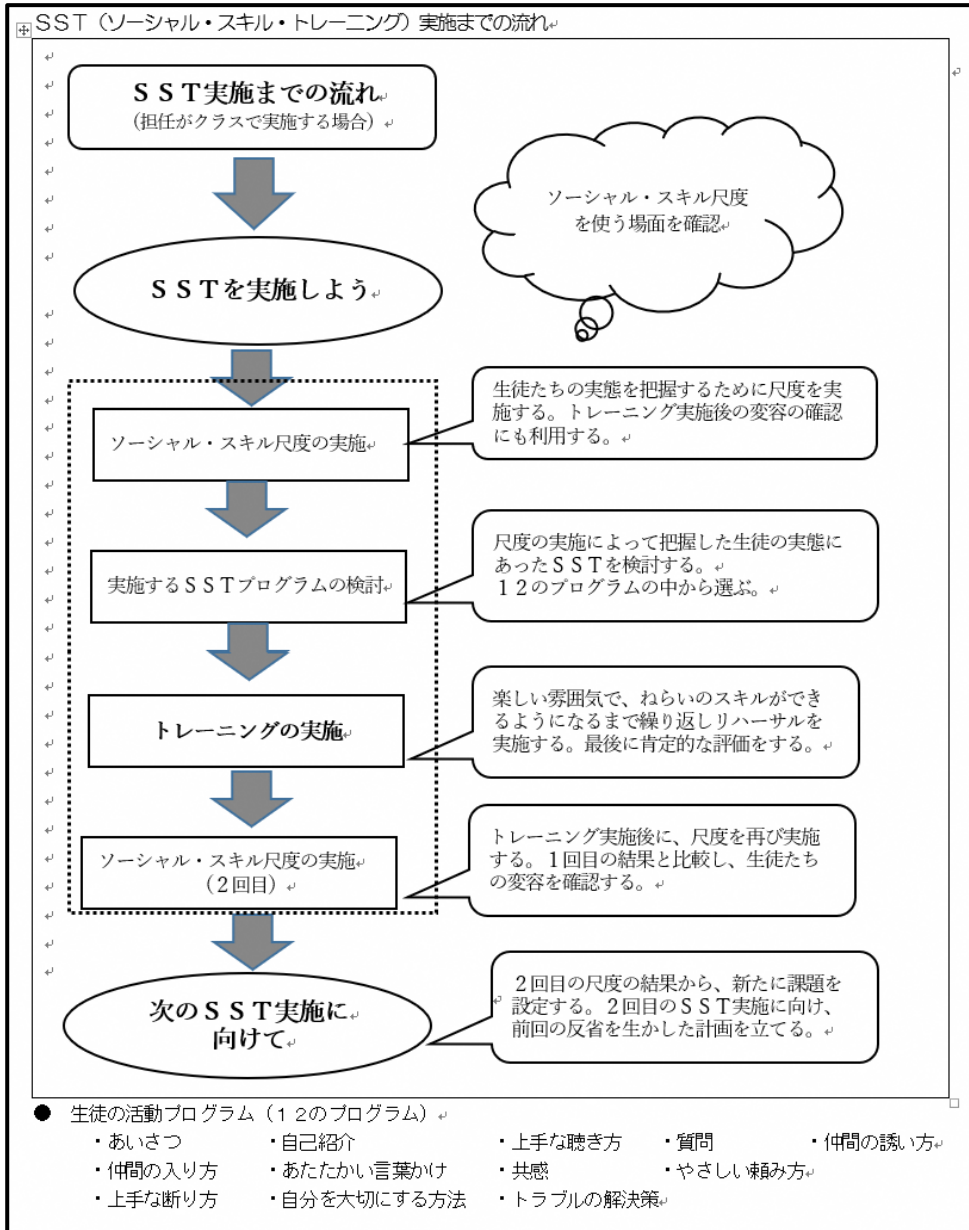 ＳＳＴ（ソーシャル・スキル・トレーニング）実施までの流れ
ＳＳＴ実施までの流れ
（担任がクラスで実施する場合）
ソーシャル・スキル尺度
を使う場面を確認
ＳＳＴを実施しよう
ソーシャル・スキル尺度の実施
生徒たちの実態を把握するために尺度を実
施する。トレーニング実施後の変容の確認
にも利用する。
実施するＳＳＴプログラムの検討
尺度の実施によって把握した生徒の実態に
あったＳＳＴを検討する。
１２のプログラムの中から選ぶ。
トレーニングの実施
楽しい雰囲気で、ねらいのスキルができ
るようになるまで繰り返しリハーサルを
実施する。最後に肯定的な評価をする。
ソーシャル・スキル尺度の実施
（２回目）
トレーニング実施後に、尺度を再び実施
する。１回目の結果と比較し、生徒たち
の変容を確認する。
次のＳＳＴ実施に
向けて
２回目の尺度の結果から、新たに課題を
設定する。２回目のＳＳＴ実施に向け、
前回の反省を生かした計画を立てる。
● 生徒の活動プログラム（１２のプログラム）
・あいさつ ・自己紹介 ・上手な聴き方 ・質問 ・仲間の誘い方
・仲間の入り方 ・あたたかい言葉かけ ・共感 ・やさしい頼み方
・上手な断り方 ・自分を大切にする方法 ・トラブルの解決策